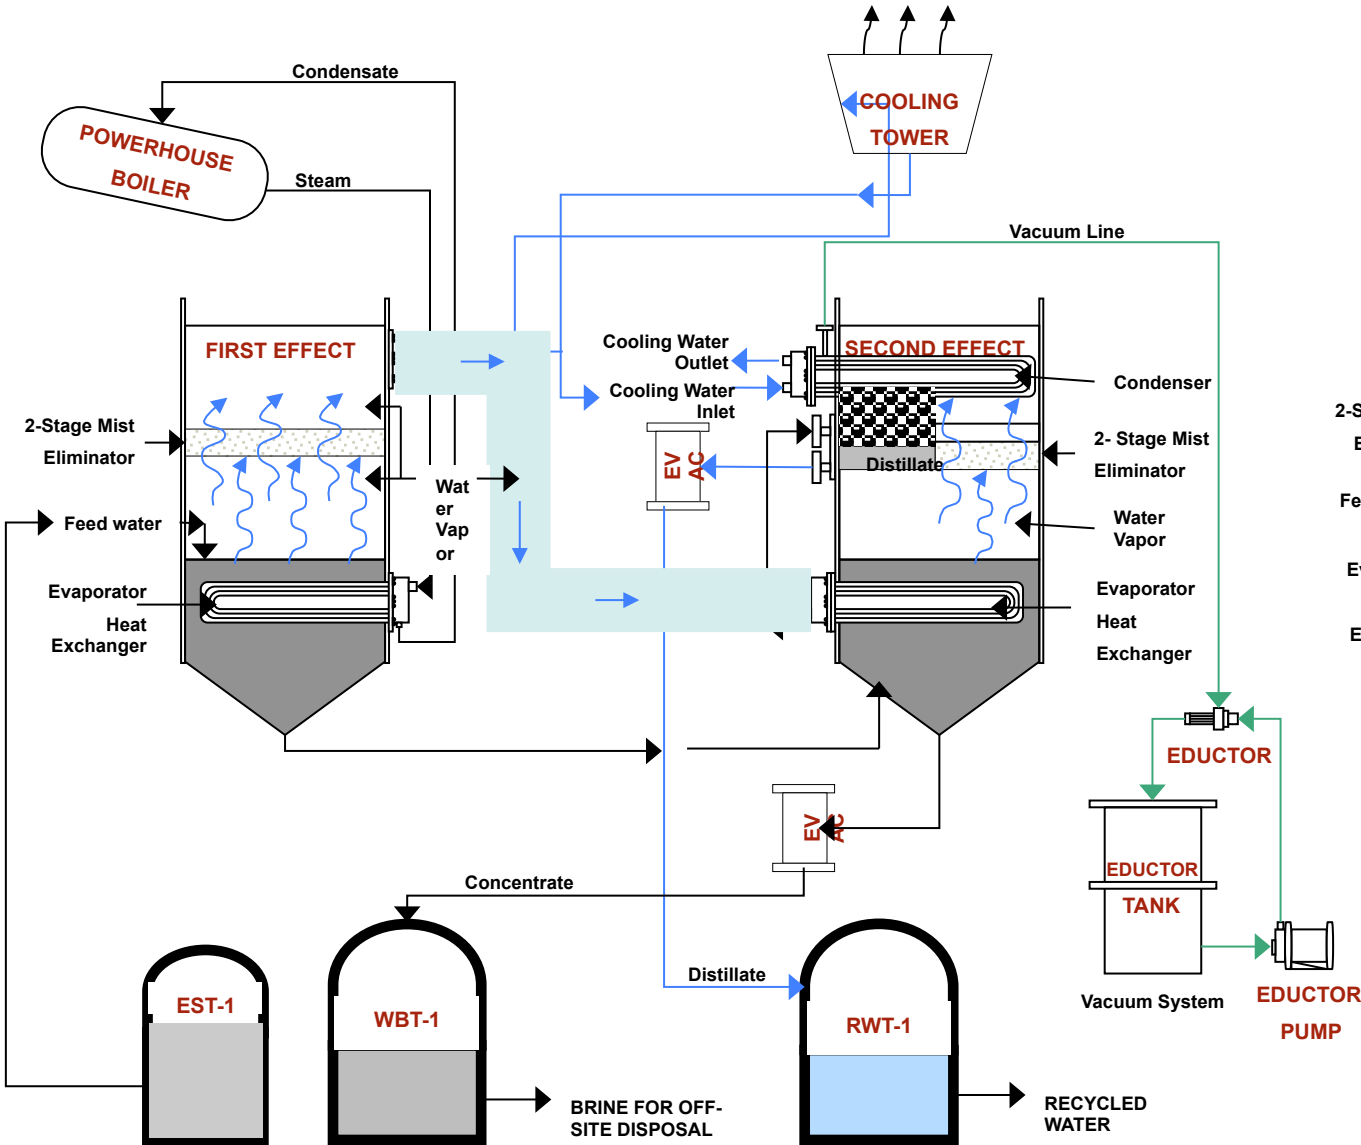 Condensate
POWERHOUSE
BOILER
Steam
COOLING
TOWER
Vacuum Line
FIRST EFFECT
Cooling Water
Outlet
Cooling Water
Inlet
SECOND EFFECT
Condenser
2-Stage Mist
Eliminator
EV
AC
Distillate
2- Stage Mist
Eliminator
2-S
E
Feed water
Wat
er
Vap
or
Water
Vapor
Fe
Evaporator
Heat
Exchanger
Evaporator
Heat
Exchanger
Ev
E
EDUCTOR
EV
AC
EDUCTOR
TANK
Concentrate
Distillate
Vacuum System
EDUCTOR
PUMP
EST-1
WBT-1
RWT-1
BRINE FOR OFF-
SITE DISPOSAL
RECYCLED
WATER